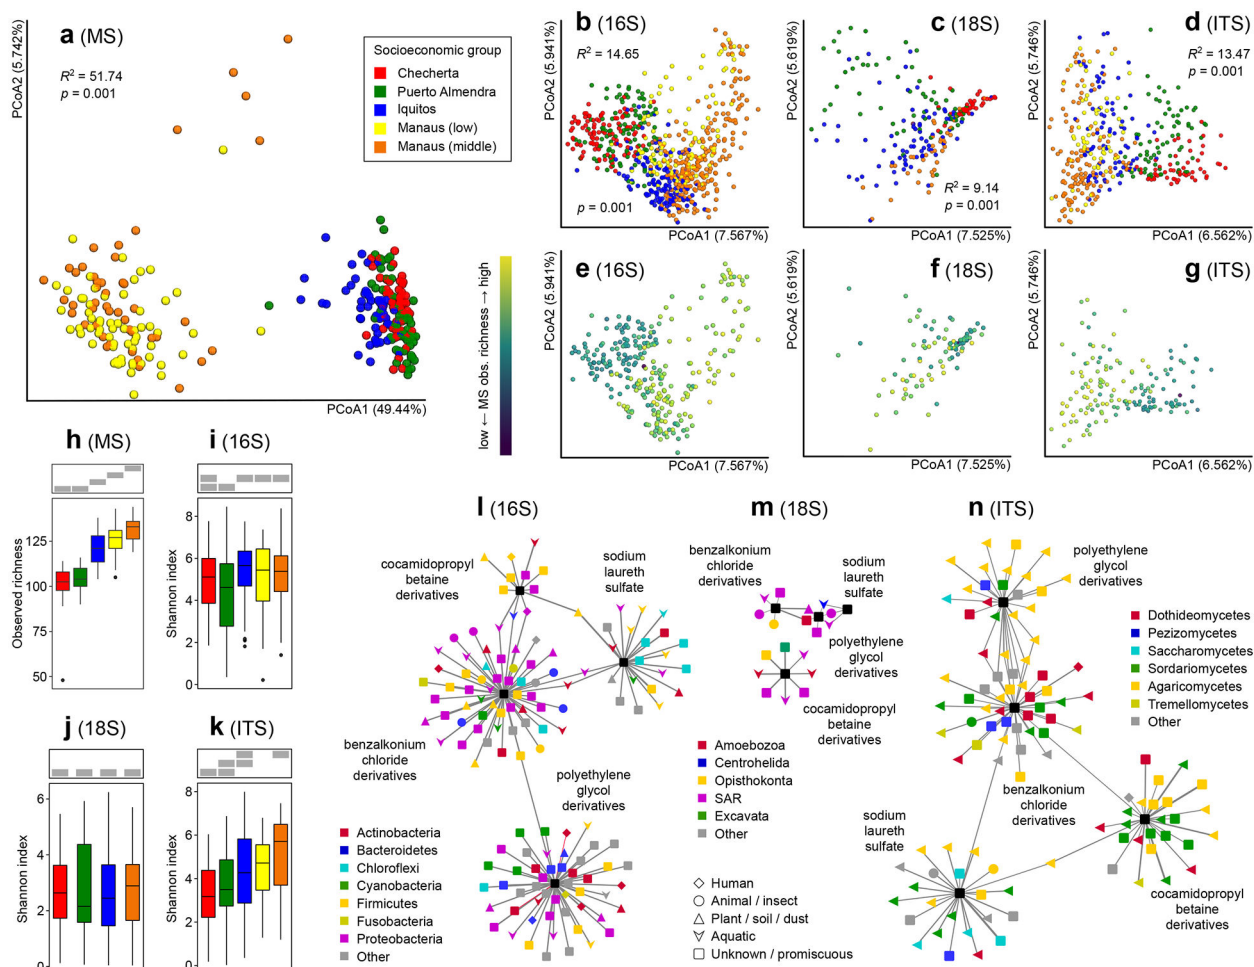 a (MS)
R² = 51.74
p = 0.001
PCoA2 (5.742%)
PCoA1 (49.44%)
Socioeconomic group
Checherta
Puerto Almendra
Iquitos
Manaus (low)
Manaus (middle)
b (16S)
R² = 14.65
p = 0.001
PCoA2 (5.941%)
PCoA1 (7.567%)
c (18S)
R² = 9.14
p = 0.001
PCoA2 (5.619%)
PCoA1 (7.525%)
d (ITS)
R² = 13.47
p = 0.001
PCoA2 (5.746%)
PCoA1 (6.562%)
low ← MS obs. richness → high
e (16S)
PCoA2 (5.941%)
PCoA1 (7.567%)
f (18S)
PCoA2 (5.619%)
PCoA1 (7.525%)
g (ITS)
PCoA2 (5.746%)
PCoA1 (6.562%)
h (MS)
Observed richness
125
100
75
50
i (16S)
Shannon index
8
6
4
2
0
j (18S)
Shannon index
6
4
2
0
k (ITS)
Shannon index
8
6
4
2
0
l (16S)
cocamidopropyl
betaine
derivatives
sodium
laureth
sulfate
benzalkonium
chloride
derivatives
polyethylene
glycol
derivatives
Actinobacteria
Bacteroidetes
Chloroflexi
Cyanobacteria
Firmicutes
Fusobacteria
Proteobacteria
Other
m (18S)
benzalkonium
chloride
derivatives
sodium
laureth
sulfate
polyethylene
glycol
derivatives
cocamidopropyl
betaine
derivatives
Amoebozoa
Centrohelida
Opisthokonta
SAR
Excavata
Other
Human
Animal / insect
Plant / soil / dust
Aquatic
Unknown / promiscuous
n (ITS)
polyethylene
glycol
derivatives
Dothideomycetes
Pezizomycetes
Saccharomycetes
Sordariomycetes
Agaricomycetes
Tremellomycetes
Other
benzalkonium
chloride
derivatives
sodium
laureth
sulfate
cocamidopropyl
betaine
derivatives